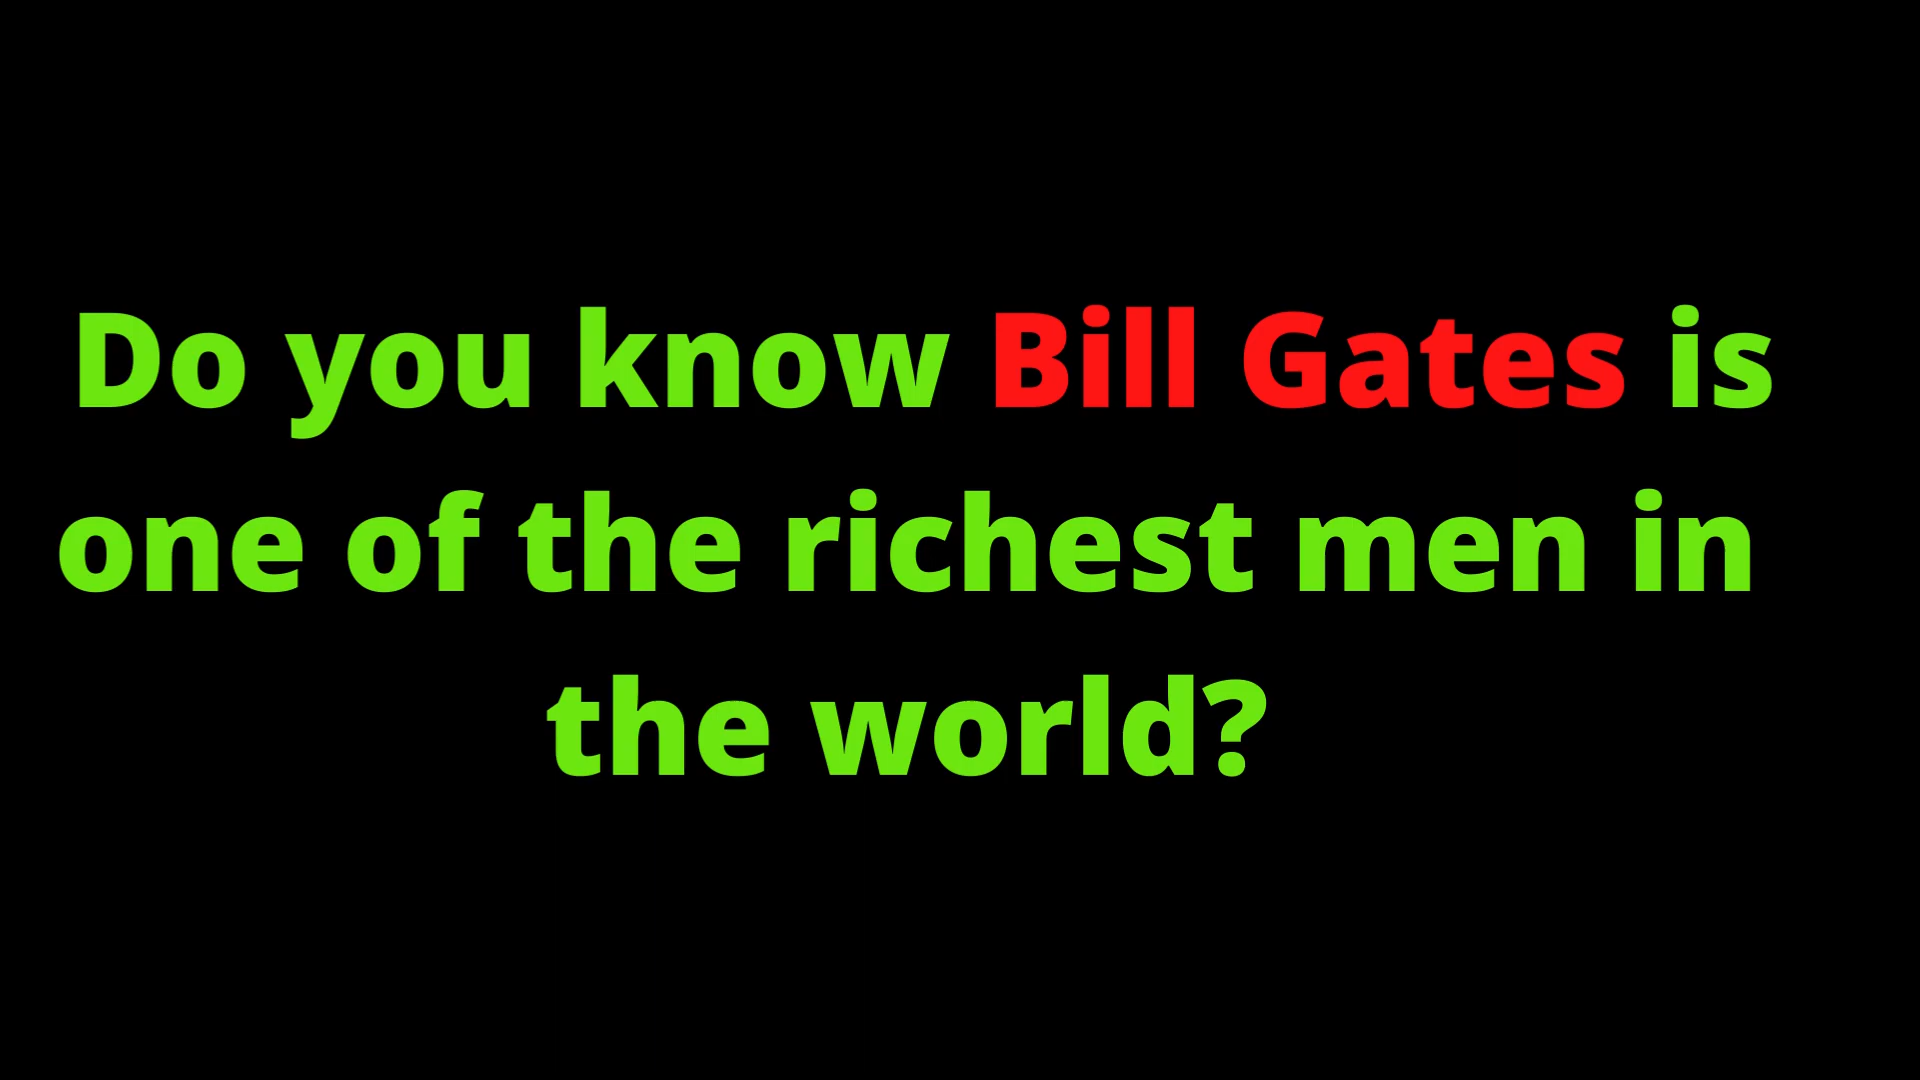 Do you know Bill Gates is
one of the richest men in
the world?